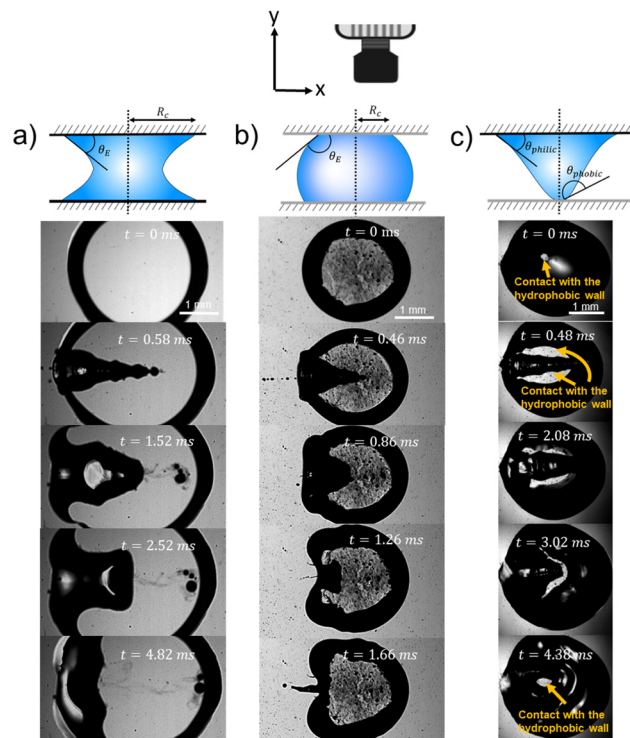 y
x
a)
R_c
θ_E
b)
R_c
θ_E
c)
θ_philic
θ_phobic
t = 0 ms
1 mm
t = 0.58 ms
t = 1.52 ms
t = 2.52 ms
t = 4.82 ms
t = 0 ms
1 mm
t = 0.46 ms
t = 0.86 ms
t = 1.26 ms
t = 1.66 ms
t = 0 ms
Contact with the
hydrophobic wall
1 mm
t = 0.48 ms
Contact with the
hydrophobic wall
t = 2.08 ms
t = 3.02 ms
t = 4.38 ms
Contact with the
hydrophobic wall